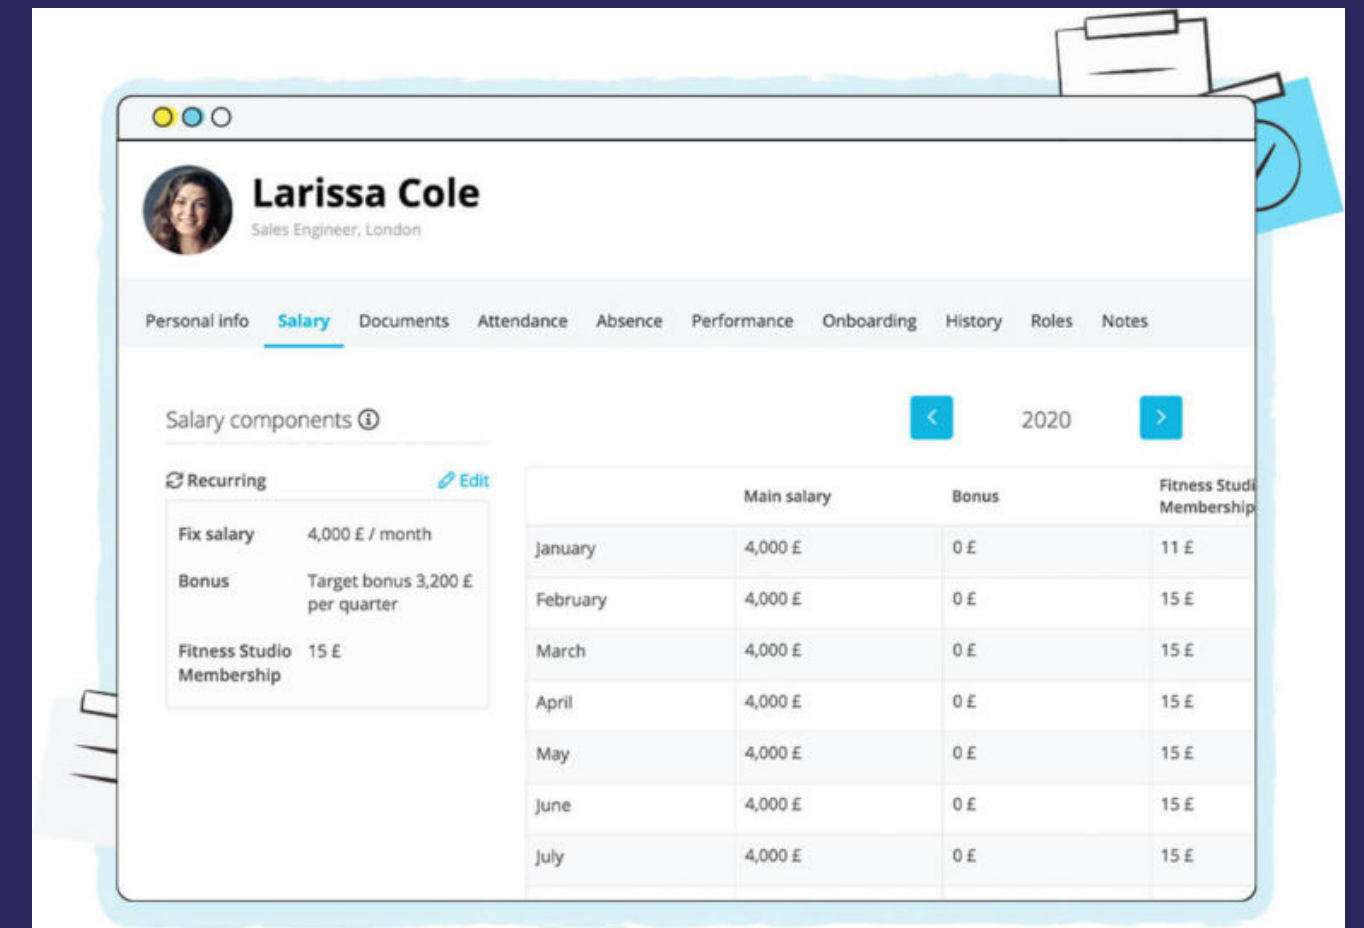 Larissa Cole
Sales Engineer, London
Personal info Salary Documents Attendance Absence Performance Onboarding History Roles Notes
Salary components
2020
Recurring Edit
Fix salary 4,000 £ / month
Bonus Target bonus 3,200 £
per quarter
Fitness Studio 15 £
Membership
Main salary Bonus Fitness Studi
Membership
January 4,000 £ 0 £ 11 £
February 4,000 £ 0 £ 15 £
March 4,000 £ 0 £ 15 £
April 4,000 £ 0 £ 15 £
May 4,000 £ 0 £ 15 £
June 4,000 £ 0 £ 15 £
July 4,000 £ 0 £ 15 £